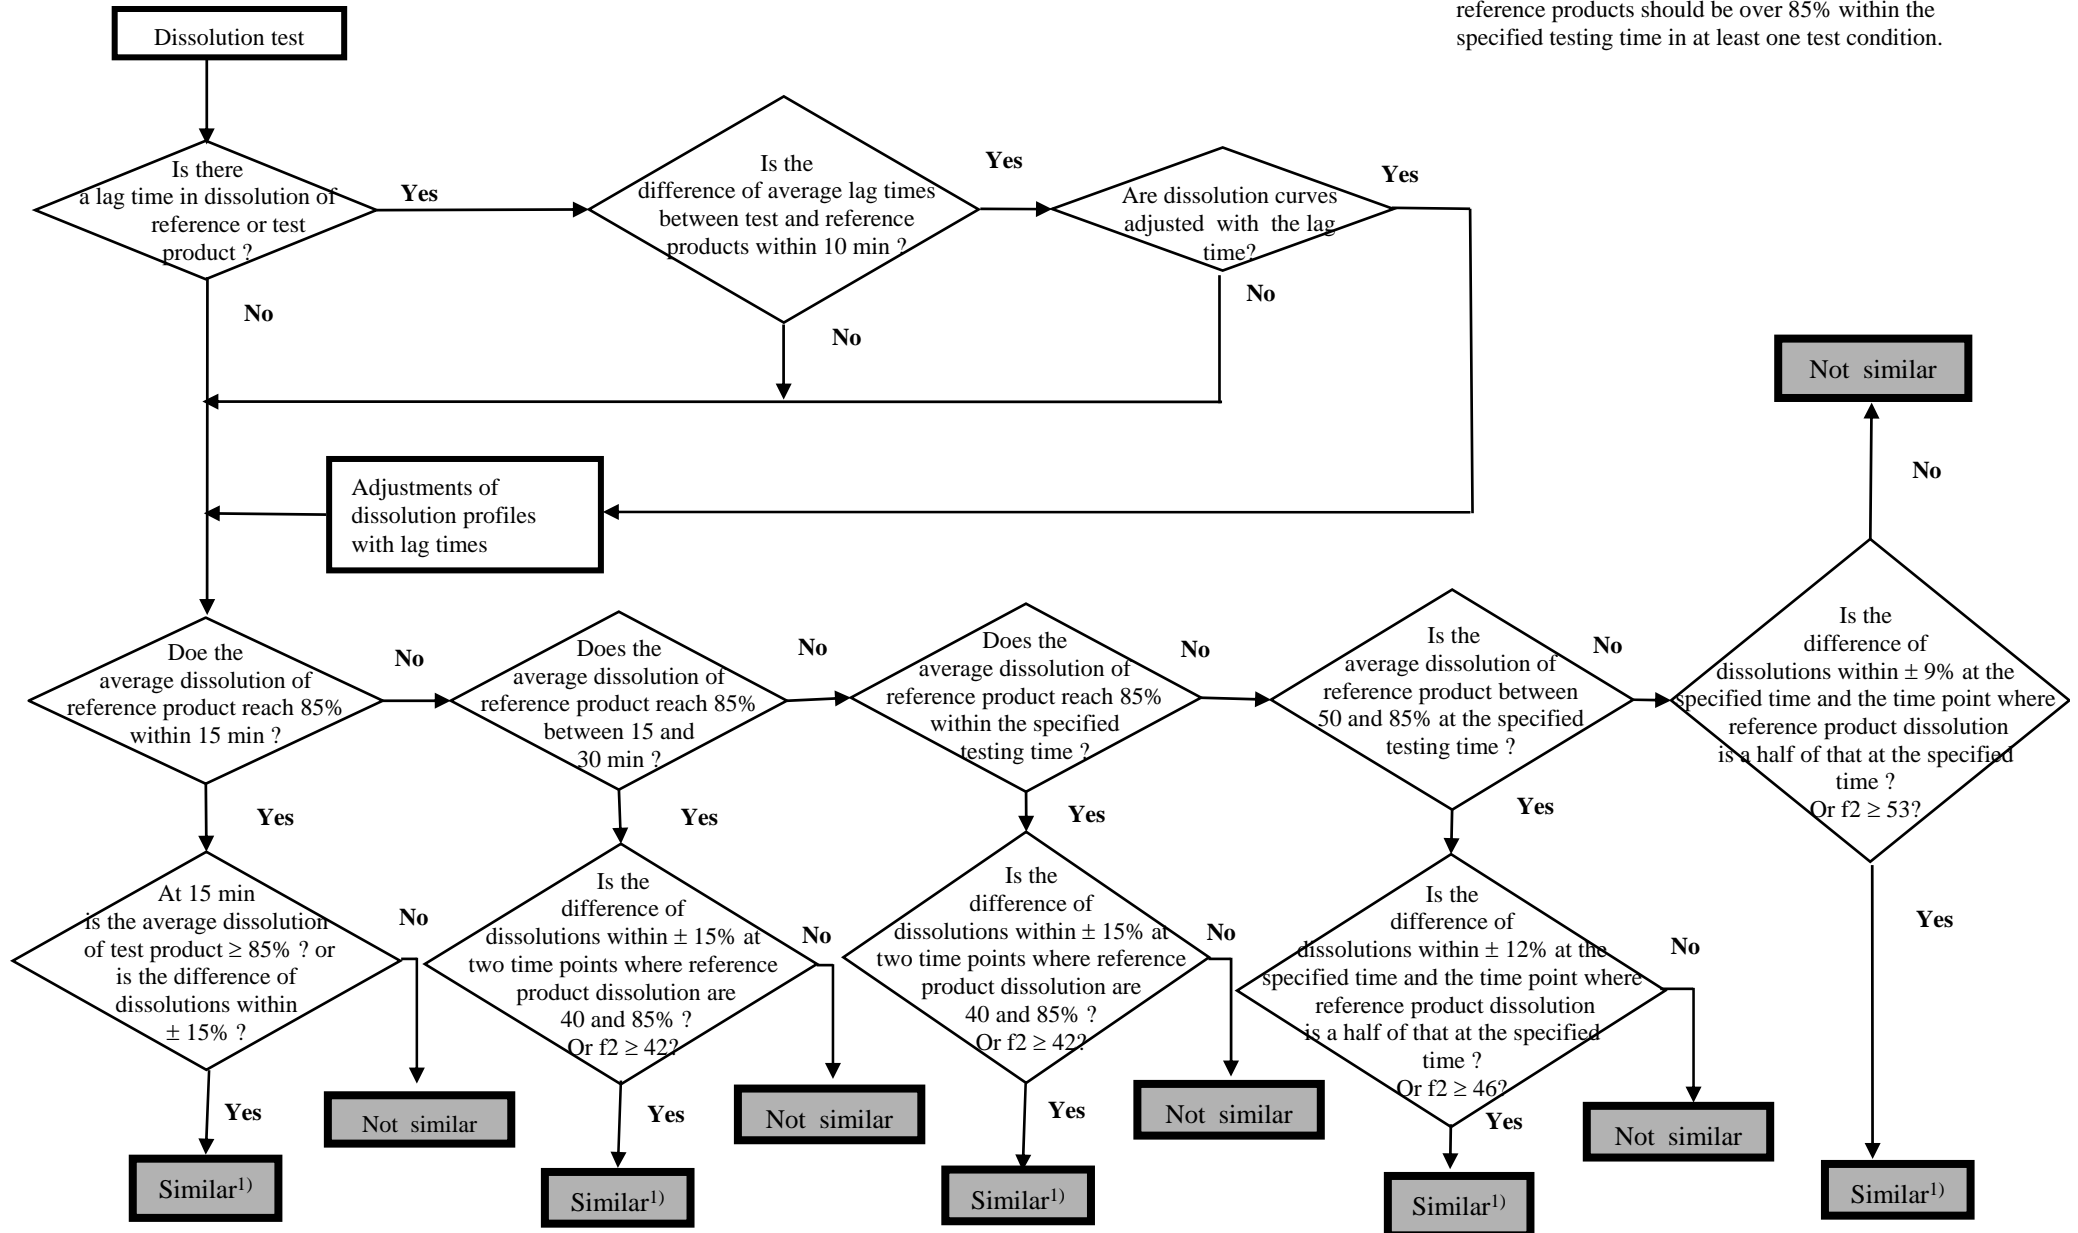 reference products should be over 85% within the
specified testing time in at least one test condition.
Dissolution test
Is there
a lag time in dissolution of
reference or test
product ?
Yes
No
Is the
difference of average lag times
between test and reference
products within 10 min ?
Yes
No
Are dissolution curves
adjusted with the lag
time?
Yes
No
Adjustments of
dissolution profiles
with lag times
Doe the
average dissolution of
reference product reach 85%
within 15 min ?
No
Yes
Does the
average dissolution of
reference product reach 85%
between 15 and
30 min ?
No
Yes
Does the
average dissolution of
reference product reach 85%
within the specified
testing time ?
No
Yes
Is the
average dissolution of
reference product between
50 and 85% at the specified
testing time ?
No
Yes
Is the
difference of
dissolutions within ± 9% at the
specified time and the time point where
reference product dissolution
is a half of that at the specified
time ?
Or f2 ≥ 53?
No
Not similar
Yes
Similar1)
At 15 min
is the average dissolution
of test product ≥ 85% ? or
is the difference of
dissolutions within
± 15% ?
No
Not similar
Yes
Similar1)
Is the
difference of
dissolutions within ± 15% at
two time points where reference
product dissolution are
40 and 85% ?
Or f2 ≥ 42?
No
Not similar
Yes
Similar1)
Is the
difference of
dissolutions within ± 15% at
two time points where reference
product dissolution are
40 and 85% ?
Or f2 ≥ 42?
No
Not similar
Yes
Similar1)
Is the
difference of
dissolutions within ± 12% at the
specified time and the time point where
reference product dissolution
is a half of that at the specified
time ?
Or f2 ≥ 46?
No
Not similar
Yes
Similar1)